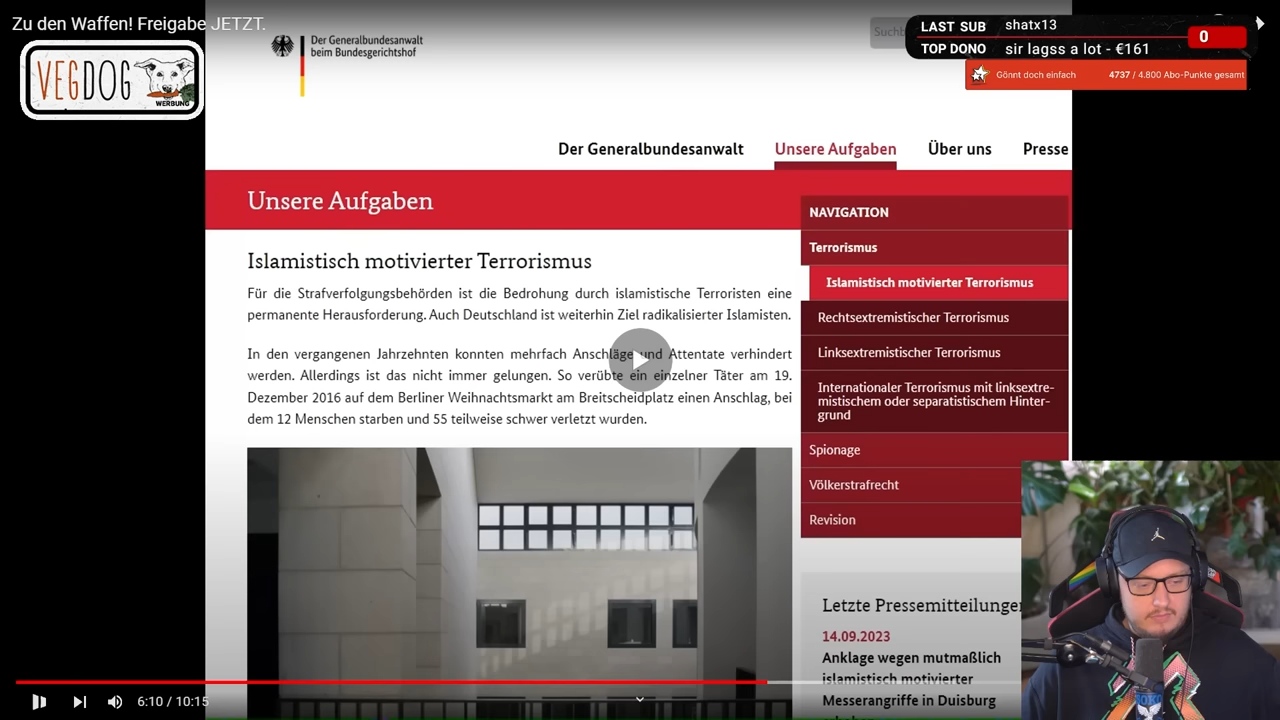 Zu den Waffen! Freigabe JETZT.
VEGDOG
WERBUNG
Der Generalbundesanwalt
beim Bundesgerichtshof
Suchb
LAST SUB shatx13
TOP DONO sir lagss a lot - €161
0
Gönnt doch einfach 4737 / 4.800 Abo-Punkte gesamt
Der Generalbundesanwalt Unsere Aufgaben Über uns Presse
Unsere Aufgaben
Islamistisch motivierter Terrorismus
Für die Strafverfolgungsbehörden ist die Bedrohung durch islamistische Terroristen eine
permanente Herausforderung. Auch Deutschland ist weiterhin Ziel radikalisierter Islamisten.
In den vergangenen Jahrzehnten konnten mehrfach Anschläge und Attentate verhindert
werden. Allerdings ist das nicht immer gelungen. So verübte ein einzelner Täter am 19.
Dezember 2016 auf dem Berliner Weihnachtsmarkt am Breitscheidplatz einen Anschlag, bei
dem 12 Menschen starben und 55 teilweise schwer verletzt wurden.
NAVIGATION
Terrorismus
Islamistisch motivierter Terrorismus
Rechtsextremistischer Terrorismus
Linksextremistischer Terrorismus
Internationaler Terrorismus mit linksextre-
mistischem oder separatistischem Hinter-
grund
Spionage
Völkerstrafrecht
Revision
Letzte Pressemitteilungen
14.09.2023
Anklage wegen mutmaßlich
islamistisch motivierter
Messerangriffe in Duisburg
6:10 / 10:15